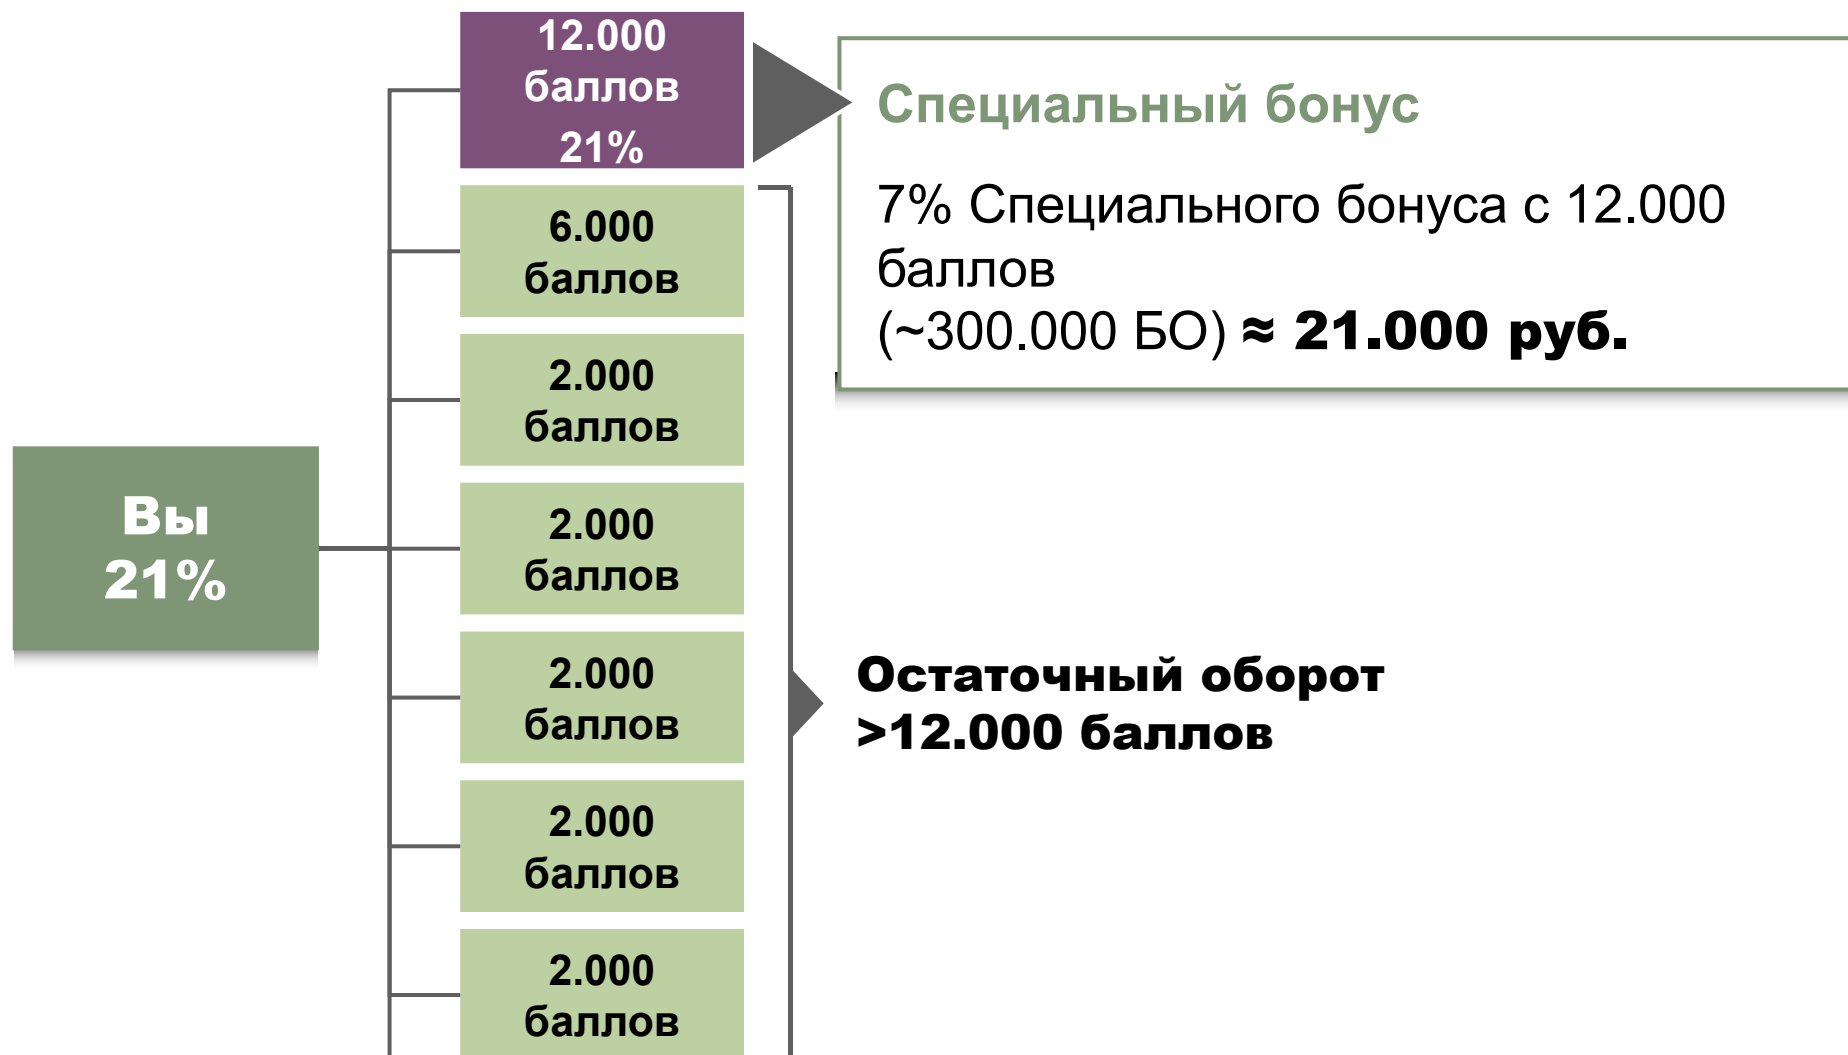 12.000
баллов
21%
Специальный бонус
7% Специального бонуса с 12.000
баллов
(~300.000 БО) ≈ 21.000 руб.
6.000
баллов
2.000
баллов
Вы
21%
2.000
баллов
2.000
баллов
Остаточный оборот
>12.000 баллов
2.000
баллов
2.000
баллов